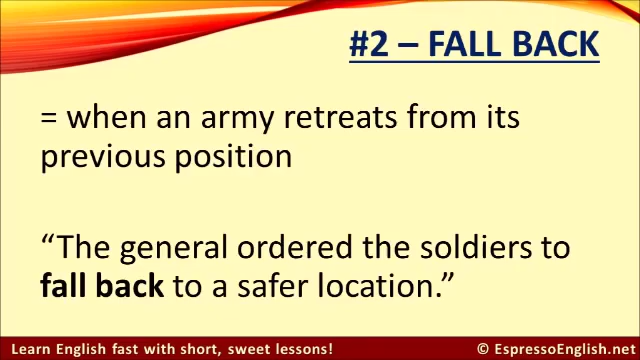 #2 – FALL BACK
= when an army retreats from its
previous position
“The general ordered the soldiers to
fall back to a safer location.”
Learn English fast with short, sweet lessons!
© EspressoEnglish.net